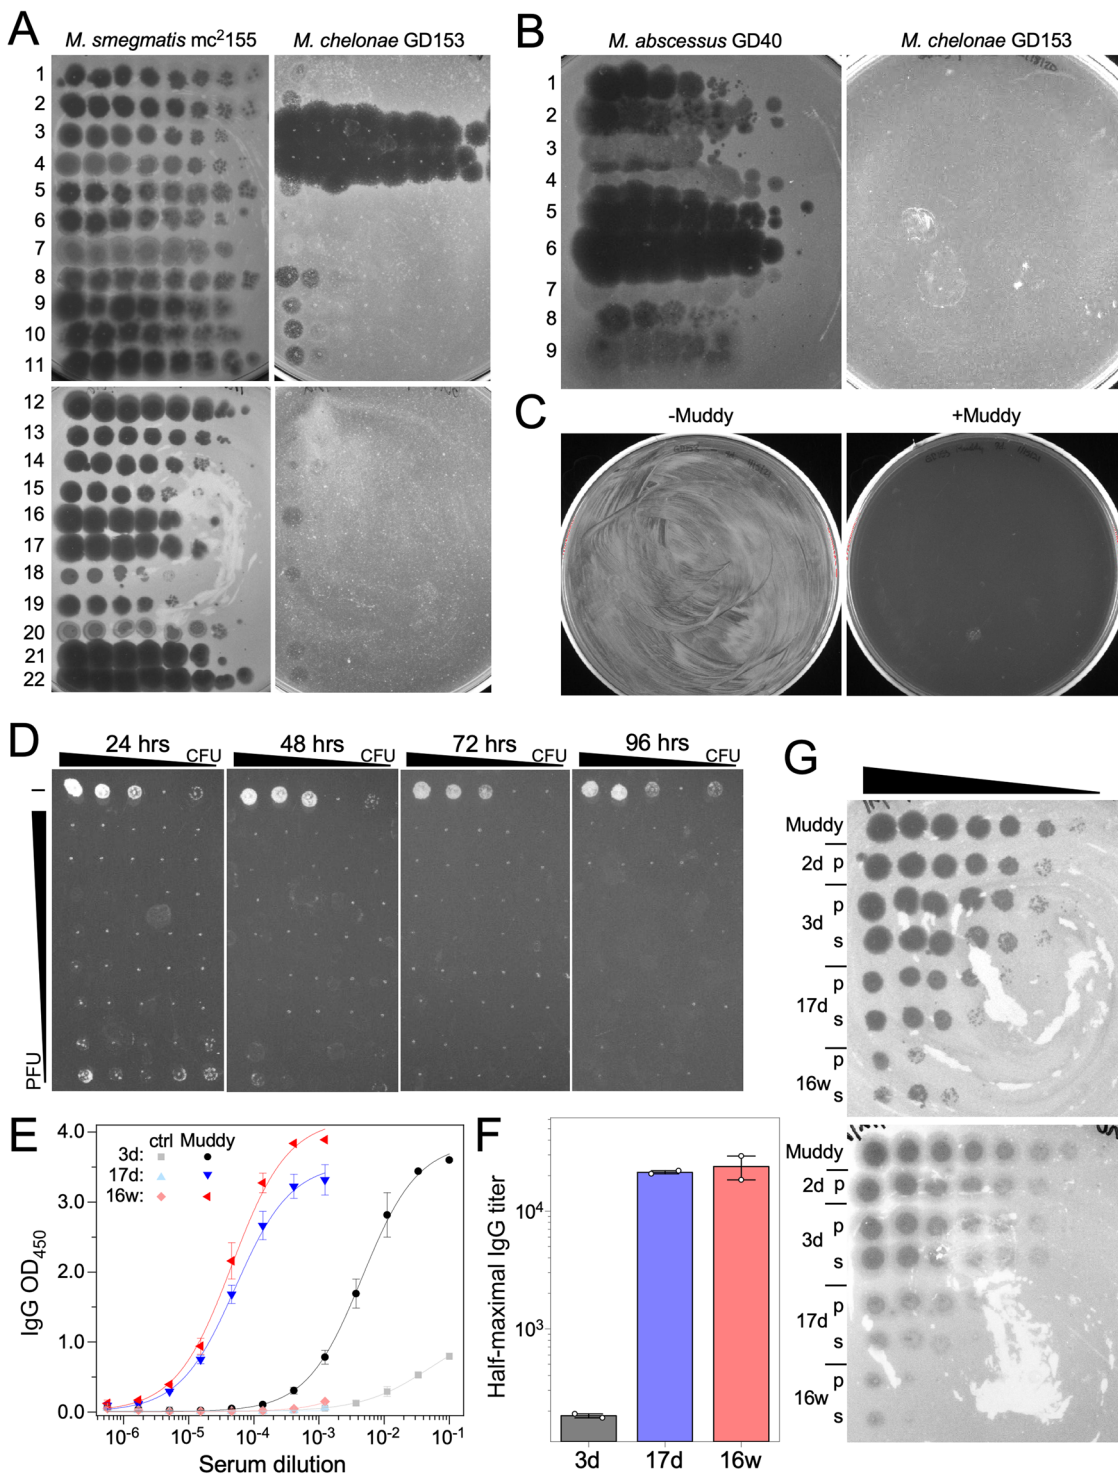 A
M. smegmatis mc²155
M. chelonae GD153
1
2
3
4
5
6
7
8
9
10
11
12
13
14
15
16
17
18
19
20
21
22
B
M. abscessus GD40
M. chelonae GD153
1
2
3
4
5
6
7
8
9
C
-Muddy
+Muddy
D
24 hrs
CFU
48 hrs
CFU
72 hrs
CFU
96 hrs
CFU
–
PFU
G
Muddy
2d p
3d
p
s
17d
p
s
16w
p
s
Muddy
2d p
3d
p
s
17d
p
s
16w
p
s
E
ctrl Muddy
3d:
17d:
16w:
IgG OD450
4.0
3.0
2.0
1.0
0.0
10-6 10-5 10-4 10-3 10-2 10-1
Serum dilution
F
Half-maximal IgG titer
10⁴
10³
3d 17d 16w